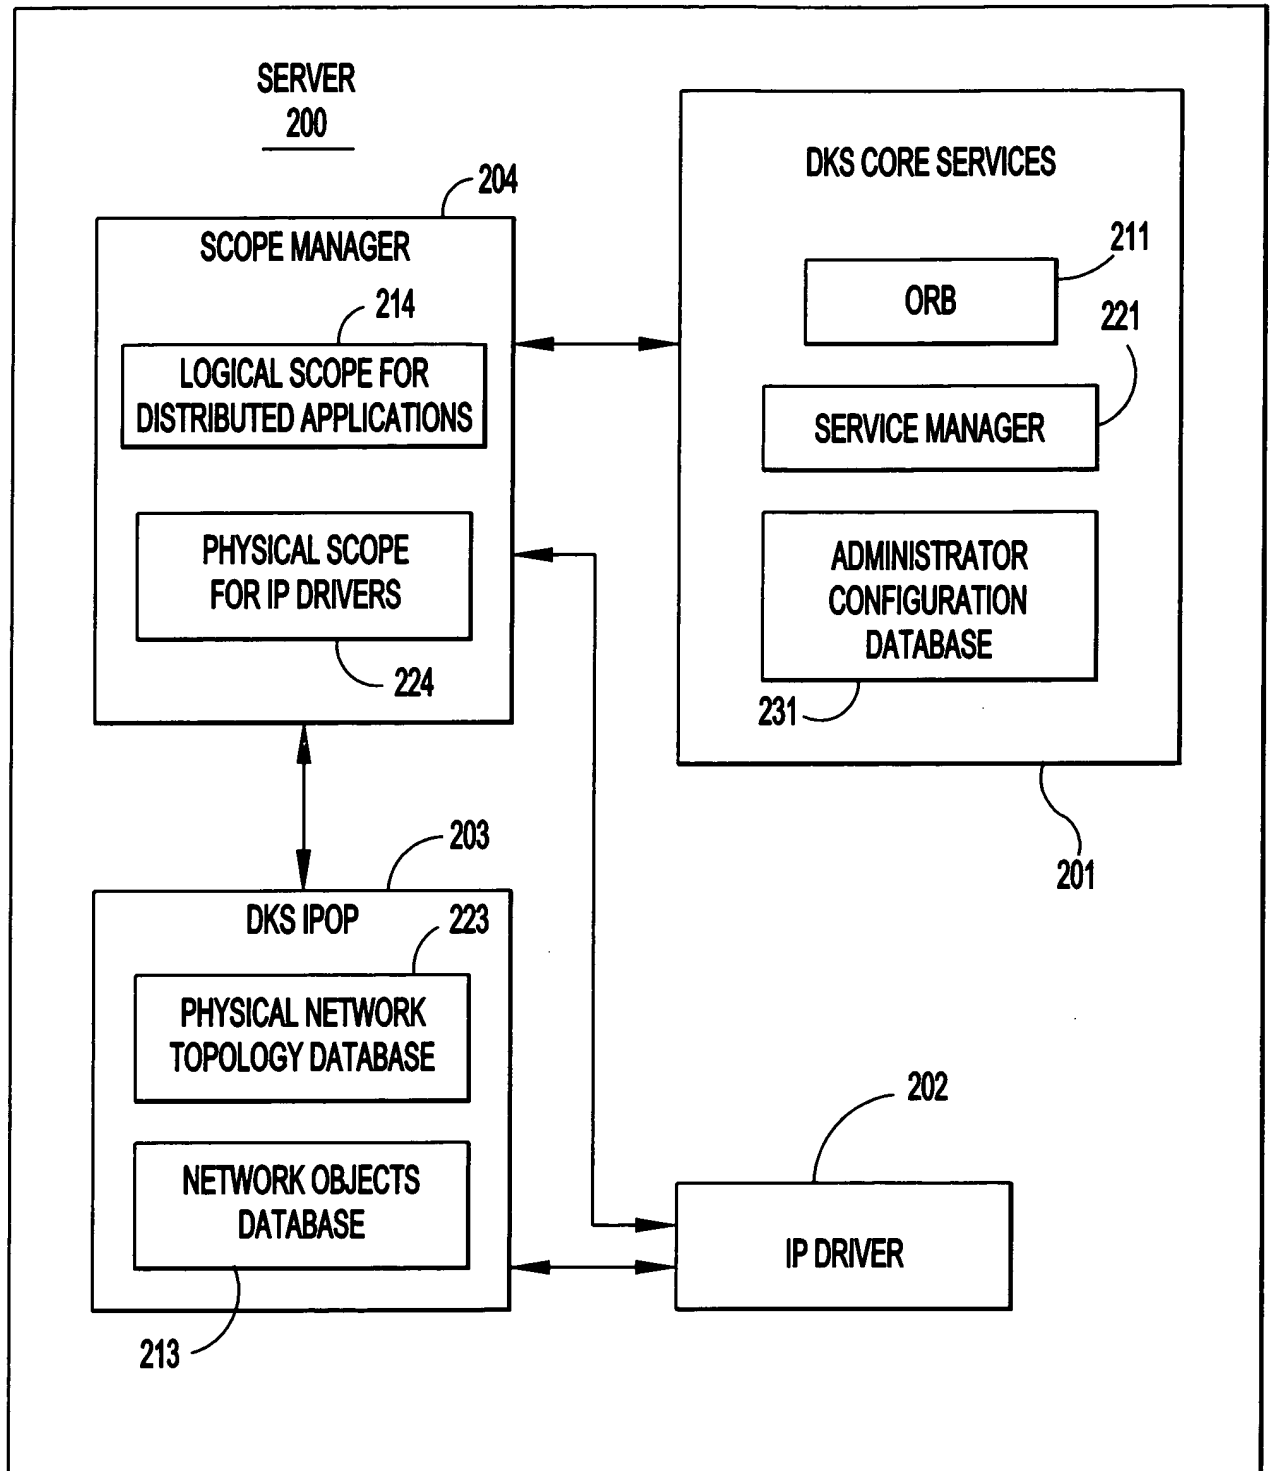 SERVER
200
204
SCOPE MANAGER
214
LOGICAL SCOPE FOR
DISTRIBUTED APPLICATIONS
PHYSICAL SCOPE
FOR IP DRIVERS
224
DKS CORE SERVICES
211
ORB
221
SERVICE MANAGER
ADMINISTRATOR
CONFIGURATION
DATABASE
231
201
203
DKS IPOP
223
PHYSICAL NETWORK
TOPOLOGY DATABASE
NETWORK OBJECTS
DATABASE
213
202
IP DRIVER